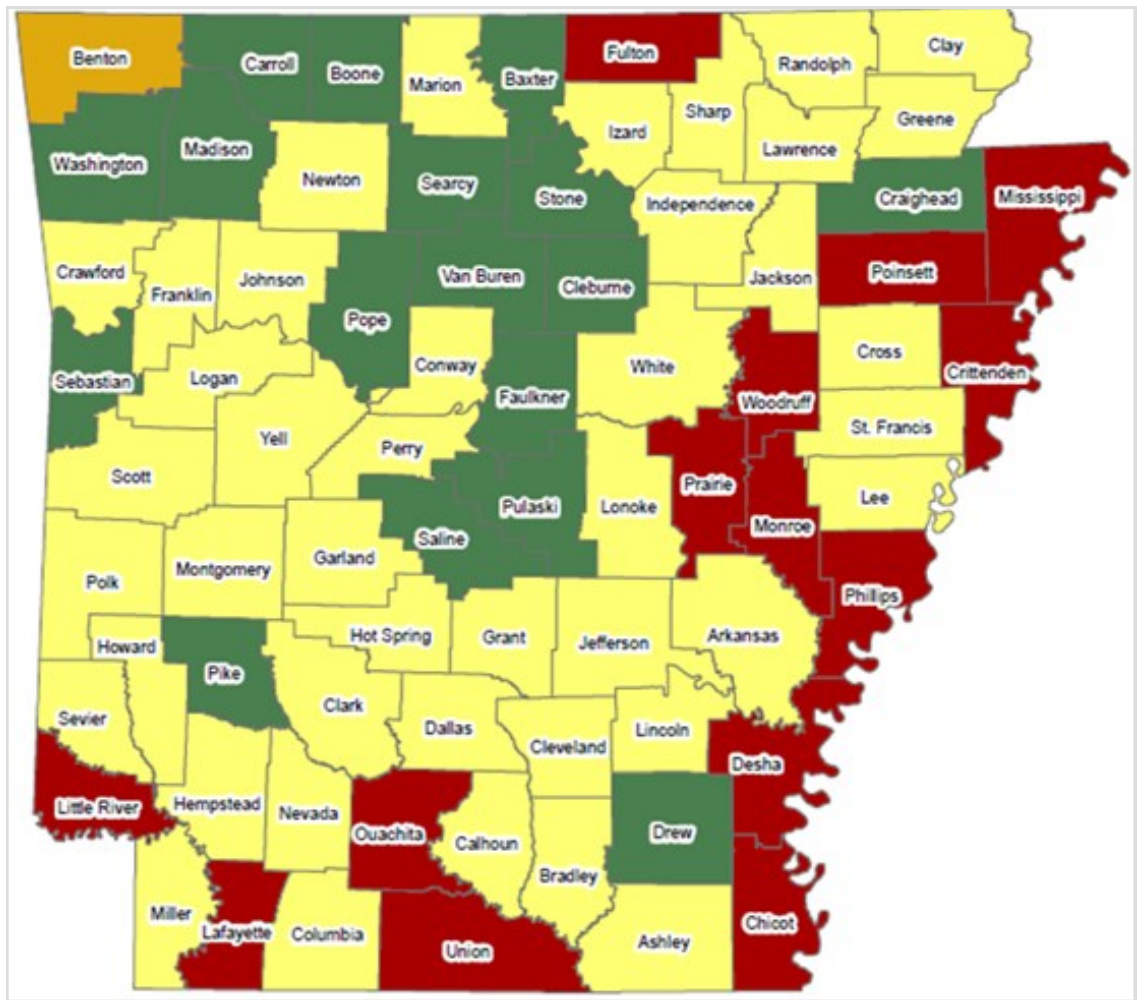 Benton
Carroll
Boone
Marion
Baxter
Fulton
Randolph
Clay
Sharp
Izard
Greene
Lawrence
Washington
Madison
Newton
Searcy
Stone
Independence
Craighead
Mississippi
Crawford
Franklin
Johnson
Van Buren
Cleburne
Jackson
Poinsett
Pope
Sebastian
Logan
Conway
Faulkner
White
Woodruff
Cross
Crittenden
St. Francis
Yell
Perry
Scott
Pulaski
Lonoke
Prairie
Lee
Monroe
Saline
Garland
Montgomery
Polk
Phillips
Hot Spring
Grant
Jefferson
Arkansas
Howard
Pike
Clark
Sevier
Dallas
Cleveland
Lincoln
Desha
Little River
Hempstead
Nevada
Ouachita
Calhoun
Drew
Bradley
Miller
Lafayette
Columbia
Union
Ashley
Chicot